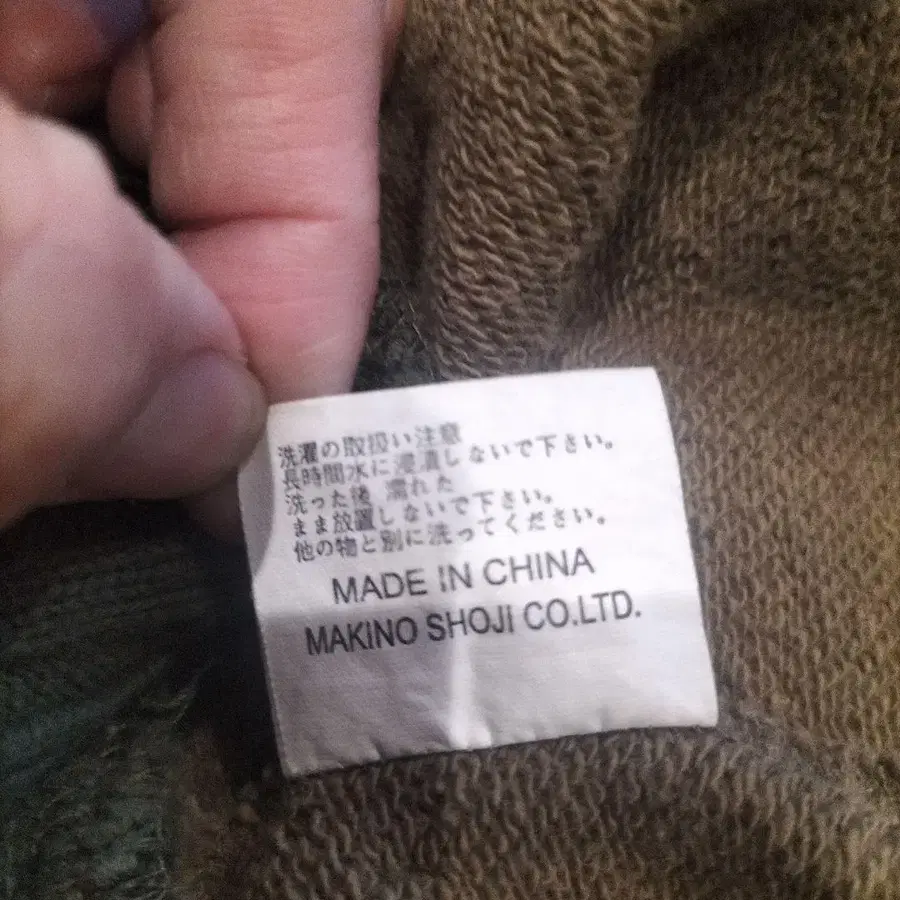 洗濯の取扱い注意
長時間水に浸漬しないで下さい。
洗った後 濡れた
まま放置しないで下さい。
他の物と別に洗ってください。
MADE IN CHINA
MAKINO SHOJI CO.LTD.